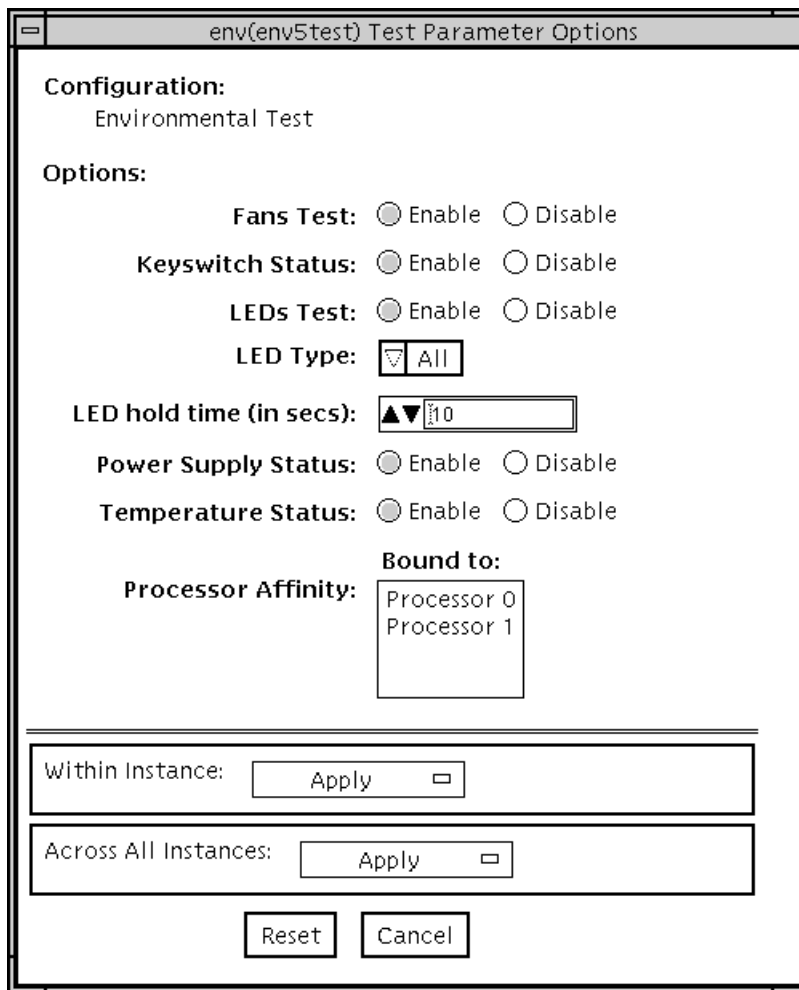 env(env5test) Test Parameter Options
Configuration:
Environmental Test
Options:
Fans Test: Enable Disable
Keyswitch Status: Enable Disable
LEDs Test: Enable Disable
LED Type: All
LED hold time (in secs): 10
Power Supply Status: Enable Disable
Temperature Status: Enable Disable
Bound to:
Processor Affinity: Processor 0
Processor 1
Within Instance: Apply
Across All Instances: Apply
Reset Cancel